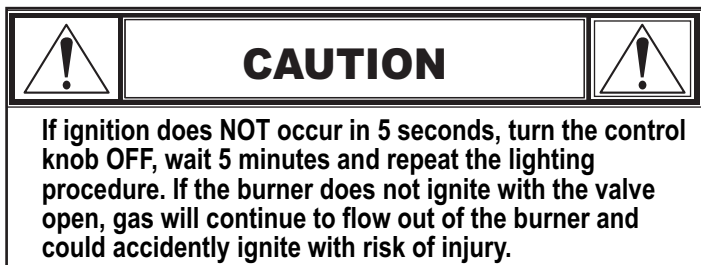 CAUTION
If ignition does NOT occur in 5 seconds, turn the control
knob OFF, wait 5 minutes and repeat the lighting
procedure. If the burner does not ignite with the valve
open, gas will continue to flow out of the burner and
could accidently ignite with risk of injury.